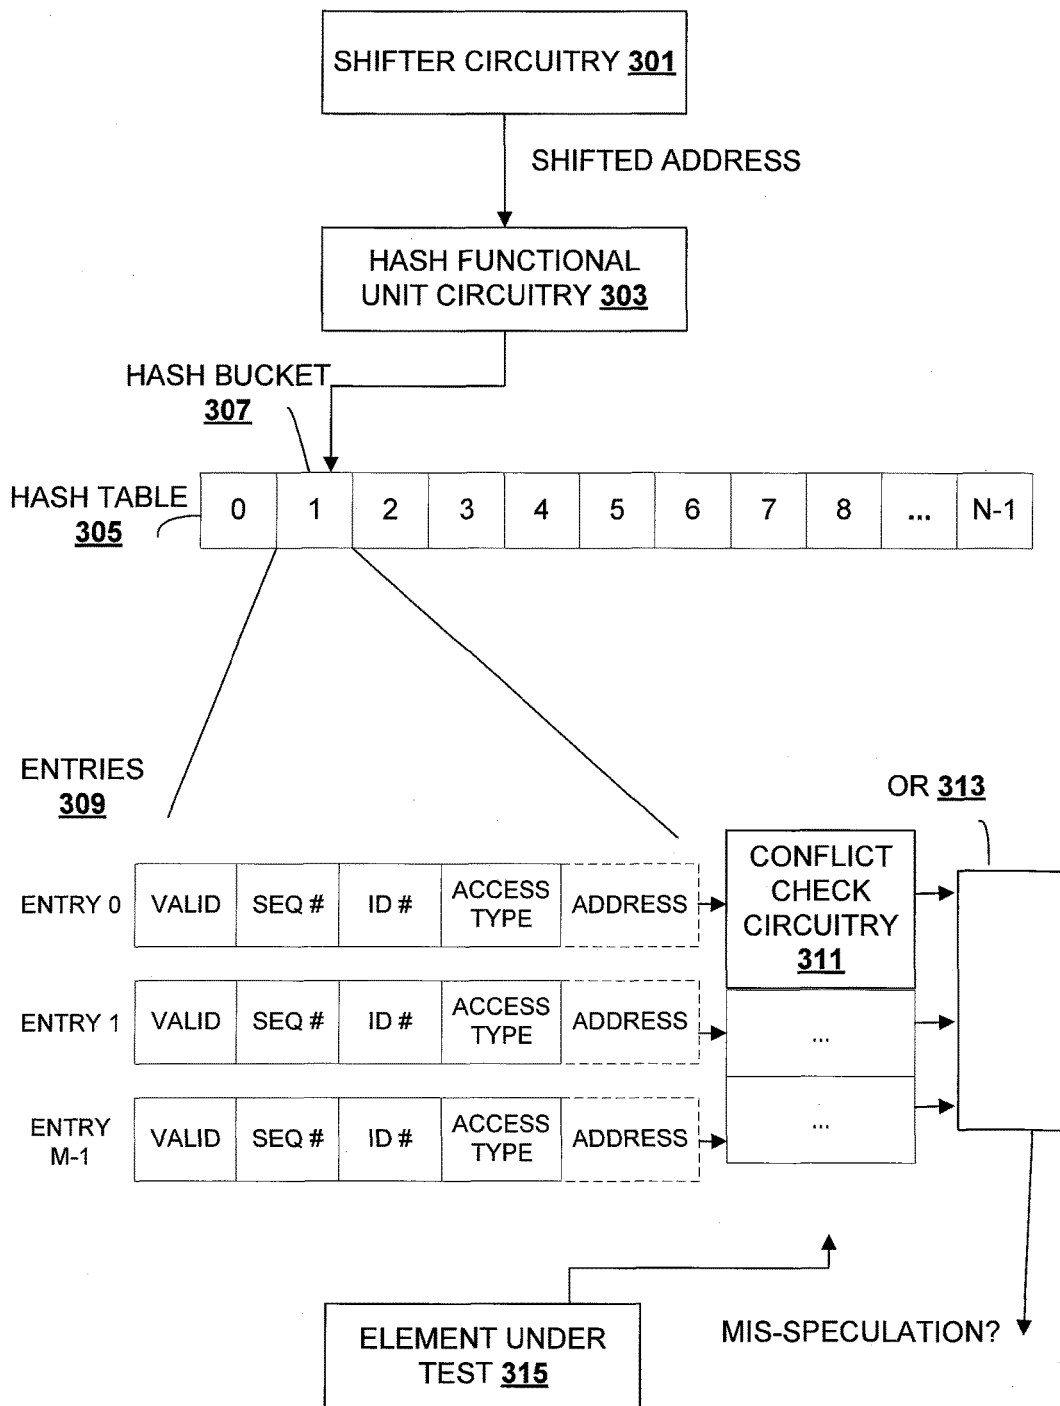 SHIFTER CIRCUITRY 301
SHIFTED ADDRESS
HASH FUNCTIONAL
UNIT CIRCUITRY 303
HASH BUCKET
307
HASH TABLE
305
0 1 2 3 4 5 6 7 8 ... N-1
ENTRIES
309
OR 313
CONFLICT
CHECK
CIRCUITRY
311
ENTRY 0
VALID SEQ # ID # ACCESS
TYPE
ADDRESS
ENTRY 1
VALID SEQ # ID # ACCESS
TYPE
ADDRESS
...
ENTRY
M-1
VALID SEQ # ID # ACCESS
TYPE
ADDRESS
...
ELEMENT UNDER
TEST 315
MIS-SPECULATION?